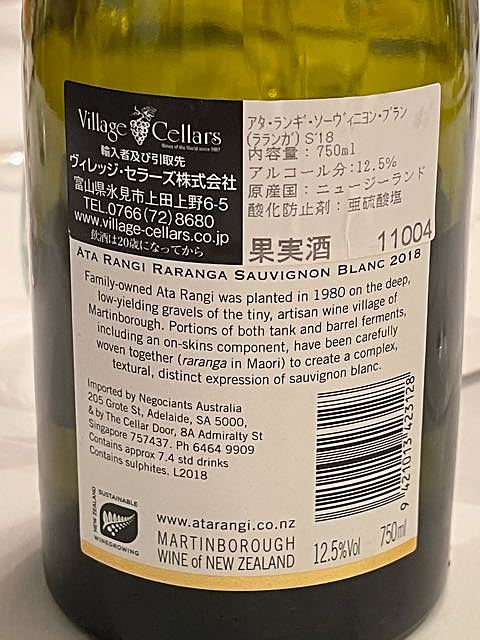 Village Cellars
Wines of the World since 1987
輸入者及び引取先
ヴィレッジ・セラーズ株式会社
富山県氷見市上田上野6-5
TEL.0766(72)8680
www.village-cellars.co.jp
飲酒は20歳になってから
アタ・ランギ・ソーヴィニヨン・ブラン
(ラランガ) S'18
内容量：750ml
アルコール分：12.5%
原産国：ニュージーランド
酸化防止剤：亜硫酸塩
果実酒 11004
ATA RANGI RARANGA SAUVIGNON BLANC 2018
Family-owned Ata Rangi was planted in 1980 on the deep,
low-yielding gravels of the tiny, artisan wine village of
Martinborough. Portions of both tank and barrel ferments,
including an on-skins component, have been carefully
woven together (raranga in Maori) to create a complex,
textural, distinct expression of sauvignon blanc.
Imported by Negociants Australia
205 Grote St, Adelaide, SA 5000,
& by The Cellar Door, 8A Admiralty St
Singapore 757437. Ph 6464 9909
Contains approx 7.4 std drinks
Contains sulphites. L2018
9 421013 423128
NEW ZEALAND
SUSTAINABLE
WINEGROWING
www.atarangi.co.nz
MARTINBOROUGH
WINE of NEW ZEALAND
12.5%Vol 750ml